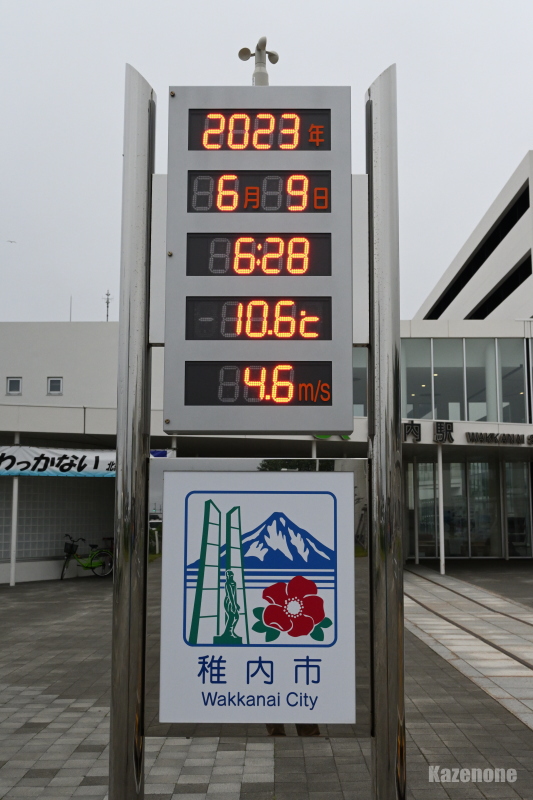 2023年
6月9日
6:28
10.6℃
4.6m/s
わっかない
内駅 WAKKANAI S
稚内市
Wakkanai City
Kazenone